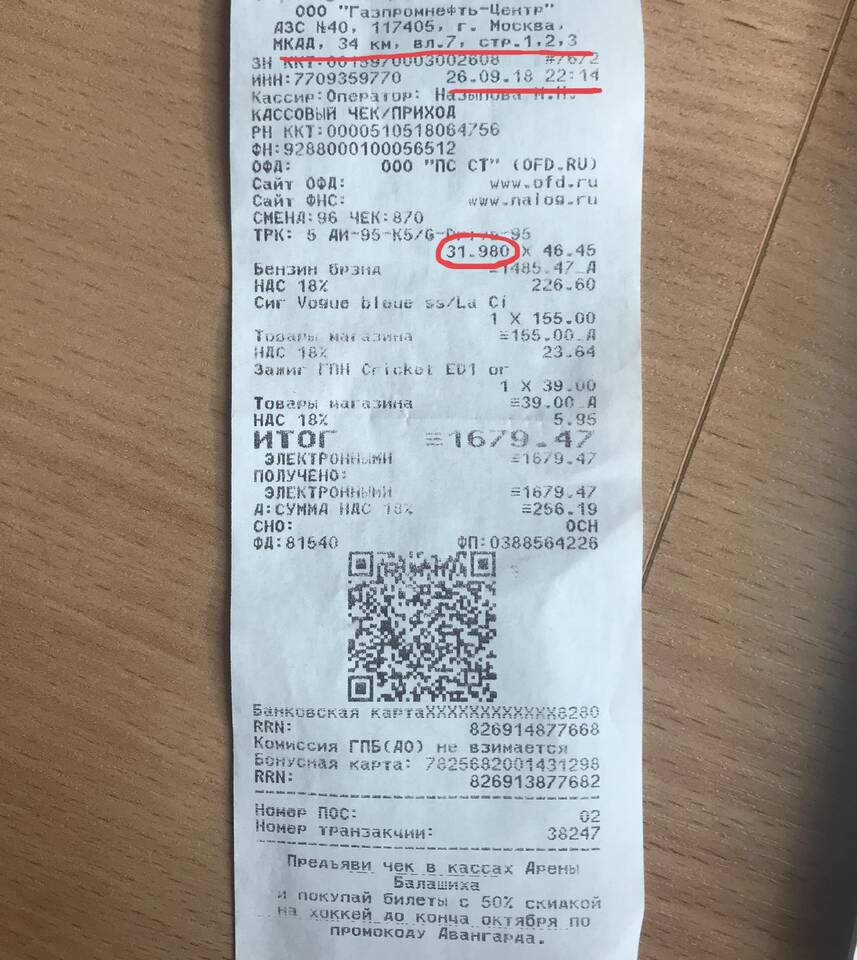 ООО "Газпромнефть-Центр"
АЗС №40, 117405, г. Москва,
МКАД, 34 км, вл.7, стр.1,2,3
ЗН ККТ:0013970003002608 #7672
ИНН:7709359770 26.09.18 22:14
Кассир:Оператор: М.Н.
КАССОВЫЙ ЧЕК/ПРИХОД
РН ККТ:0000510518064756
ФН:9288000100056512
ОФД: ООО "ПС СТ" (OFD.RU)
Сайт ОФД: www.ofd.ru
Сайт ФНС: www.nalog.ru
СМЕНА:96 ЧЕК:870
ТРК: 5 АИ-95-К5/G-
31.980 X 46.45
Бензин брэнд ≡1485.47_А
НДС 18% 226.60
Сиг Vogue bleue ss/La Ci
1 X 155.00
Товары магазина ≡155.00_А
НДС 18% 23.64
Зажиг ГПН Cricket ED1 or
1 X 39.00
Товары магазина ≡39.00_А
НДС 18% 5.95
ИТОГ ≡1679.47
ЭЛЕКТРОННЫМИ ≡1679.47
ПОЛУЧЕНО:
ЭЛЕКТРОННЫМИ ≡1679.47
А:СУММА НДС 18% ≡256.19
СНО: ОСН
ФД:81540 ФП:0388564226
Банковская картаXXXXXXXXXXXX8280
RRN: 826914877668
Комиссия ГПБ(АО) не взимается
Бонусная карта: 7825682001431298
RRN: 826913877682
Номер ПОС: 02
Номер транзакции: 38247
Предъяви чек в кассах Арены
Балашиха
и покупай билеты с 50% скидкой
на хоккей до конца октября по
промокоду Авангарда.